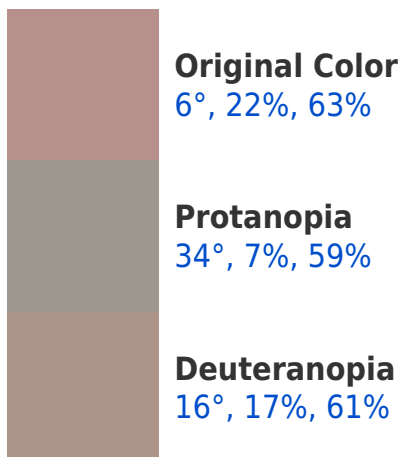 Original Color
6°, 22%, 63%
Protanopia
34°, 7%, 59%
Deuteranopia
16°, 17%, 61%